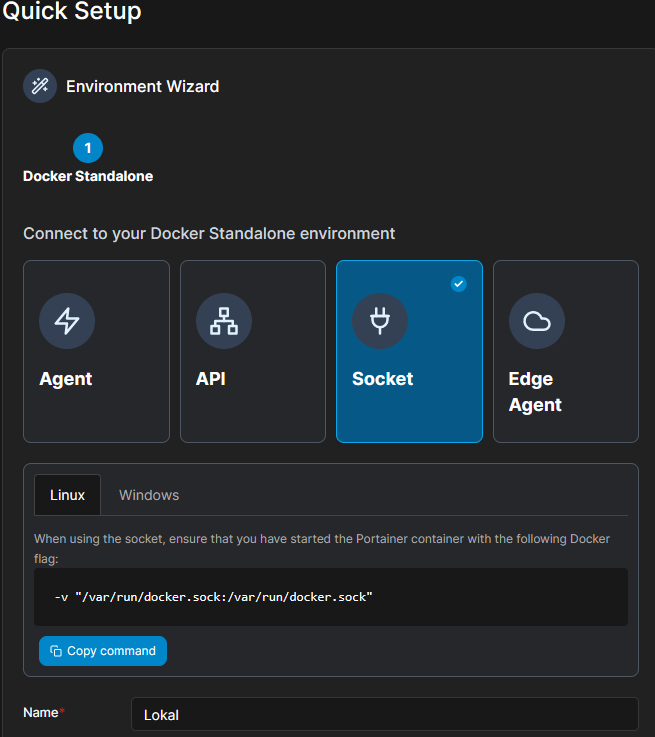 Quick Setup
Environment Wizard
1
Docker Standalone
Connect to your Docker Standalone environment
Agent
API
Socket
Edge
Agent
Linux
Windows
When using the socket, ensure that you have started the Portainer container with the following Docker
flag:
-v "/var/run/docker.sock:/var/run/docker.sock"
Copy command
Name*
Lokal